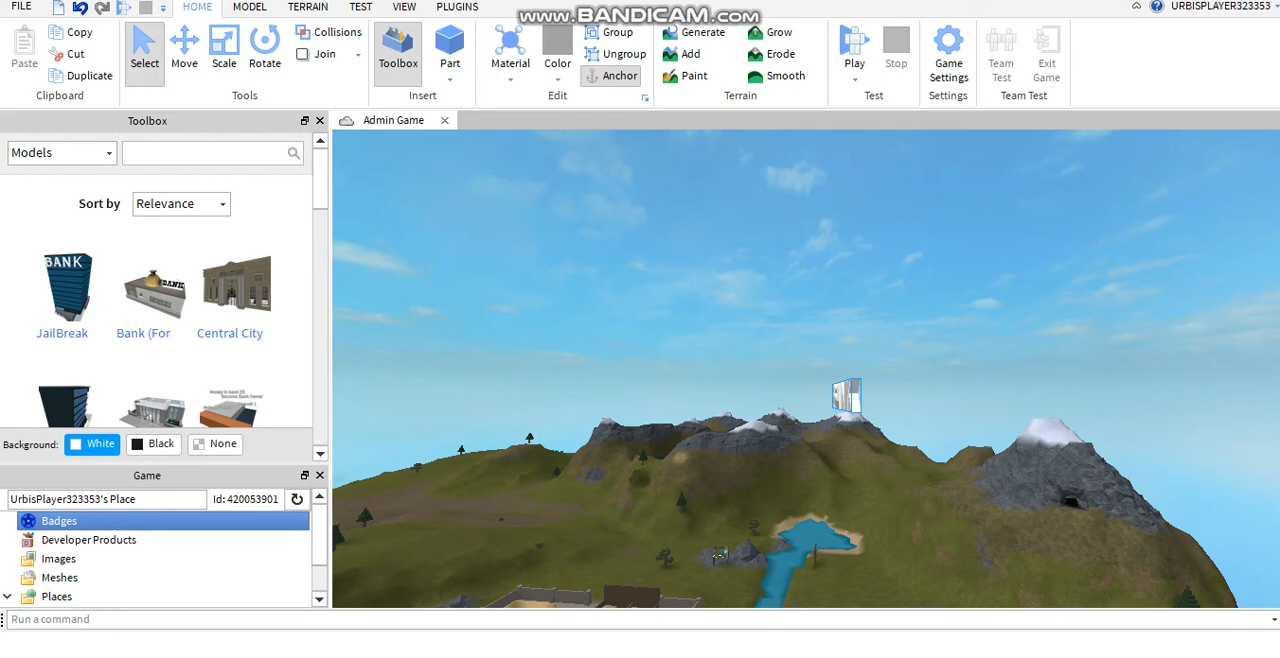 FILE HOME MODEL TERRAIN TEST VIEW PLUGINS URBISPLAYER323353
www.BANDICAM.com
Paste Copy Cut Duplicate Clipboard
Select Move Scale Rotate Collisions Join Tools
Toolbox Part Insert
Material Color Group Ungroup Anchor Edit
Generate Add Paint Grow Erode Smooth Terrain
Play Stop Test
Game Settings Settings
Team Test Exit Game Team Test
Toolbox
Admin Game
Models
Sort by Relevance
BANK BANK
JailBreak Bank (For Central City
Background: White Black None
Game
UrbisPlayer323353's Place Id: 420053901
Badges
Developer Products
Images
Meshes
Places
Run a command